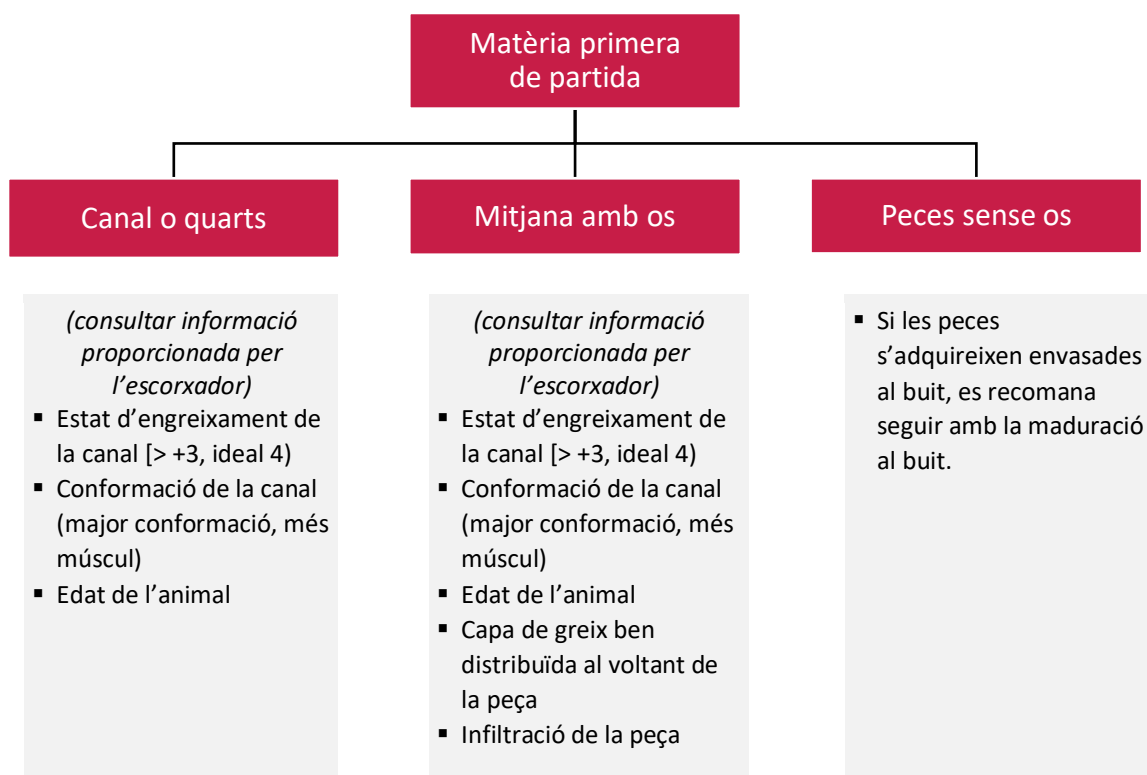 Matèria primera
de partida
Canal o quarts
Mitjana amb os
Peces sense os
(consultar informació
proporcionada per
l’escorxador)
▪ Estat d’engreixament de
la canal [> +3, ideal 4)
▪ Conformació de la canal
(major conformació, més
múscul)
▪ Edat de l’animal
(consultar informació
proporcionada per
l’escorxador)
▪ Estat d’engreixament de
la canal [> +3, ideal 4)
▪ Conformació de la canal
(major conformació, més
múscul)
▪ Edat de l’animal
▪ Capa de greix ben
distribuïda al voltant de
la peça
▪ Infiltració de la peça
▪ Si les peces
s’adquireixen envasades
al buit, es recomana
seguir amb la maduració
al buit.